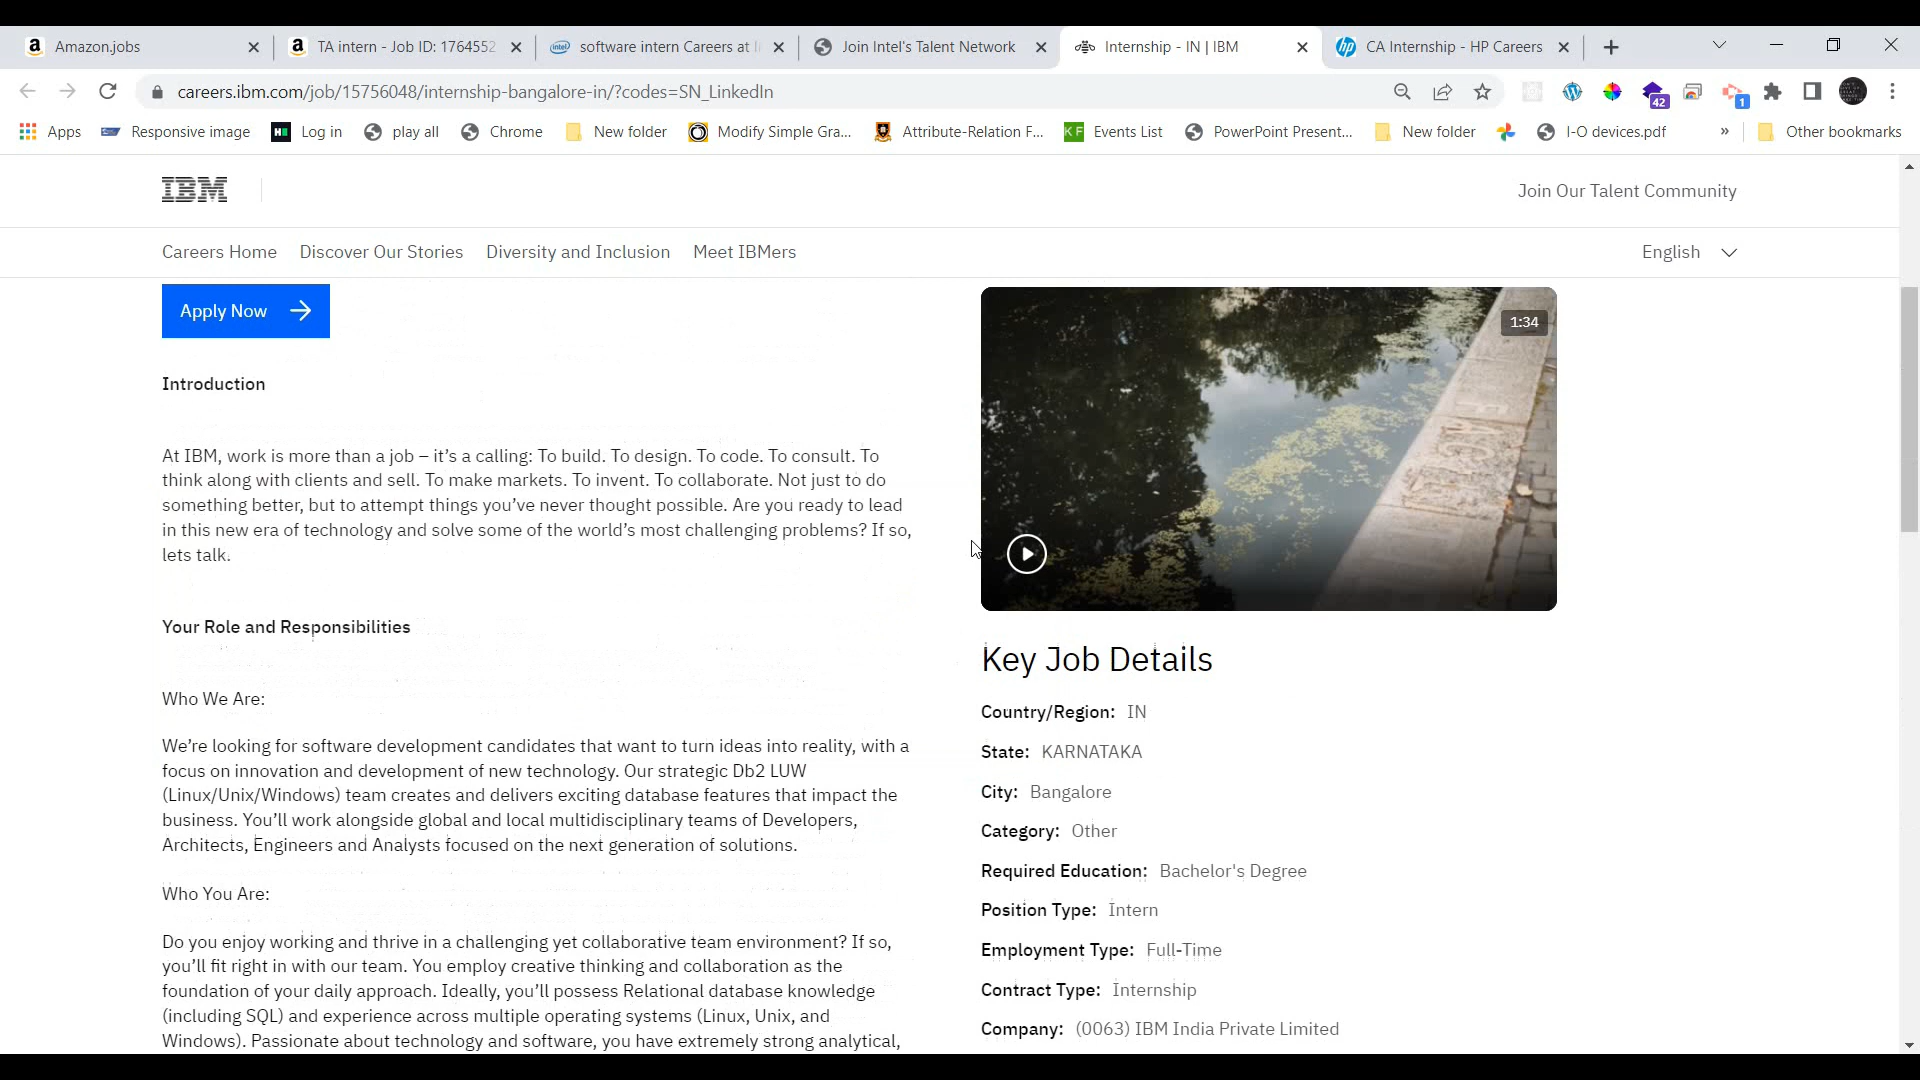 Amazon.jobs
TA intern - Job ID: 1764552
software intern Careers at I
Join Intel's Talent Network
Internship - IN | IBM
CA Internship - HP Careers
careers.ibm.com/job/15756048/internship-bangalore-in/?codes=SN_LinkedIn
42
1
Apps
Responsive image
Log in
play all
Chrome
New folder
Modify Simple Gra...
Attribute-Relation F...
KF
Events List
PowerPoint Present...
New folder
I-O devices.pdf
»
Other bookmarks
IBM
Join Our Talent Community
Careers Home
Discover Our Stories
Diversity and Inclusion
Meet IBMers
English
Apply Now
1:34
Introduction
At IBM, work is more than a job – it's a calling: To build. To design. To code. To consult. To
think along with clients and sell. To make markets. To invent. To collaborate. Not just to do
something better, but to attempt things you've never thought possible. Are you ready to lead
in this new era of technology and solve some of the world's most challenging problems? If so,
lets talk.
Your Role and Responsibilities
Who We Are:
We're looking for software development candidates that want to turn ideas into reality, with a
focus on innovation and development of new technology. Our strategic Db2 LUW
(Linux/Unix/Windows) team creates and delivers exciting database features that impact the
business. You'll work alongside global and local multidisciplinary teams of Developers,
Architects, Engineers and Analysts focused on the next generation of solutions.
Who You Are:
Do you enjoy working and thrive in a challenging yet collaborative team environment? If so,
you'll fit right in with our team. You employ creative thinking and collaboration as the
foundation of your daily approach. Ideally, you'll possess Relational database knowledge
(including SQL) and experience across multiple operating systems (Linux, Unix, and
Windows). Passionate about technology and software, you have extremely strong analytical,
Key Job Details
Country/Region: IN
State: KARNATAKA
City: Bangalore
Category: Other
Required Education: Bachelor's Degree
Position Type: Intern
Employment Type: Full-Time
Contract Type: Internship
Company: (0063) IBM India Private Limited